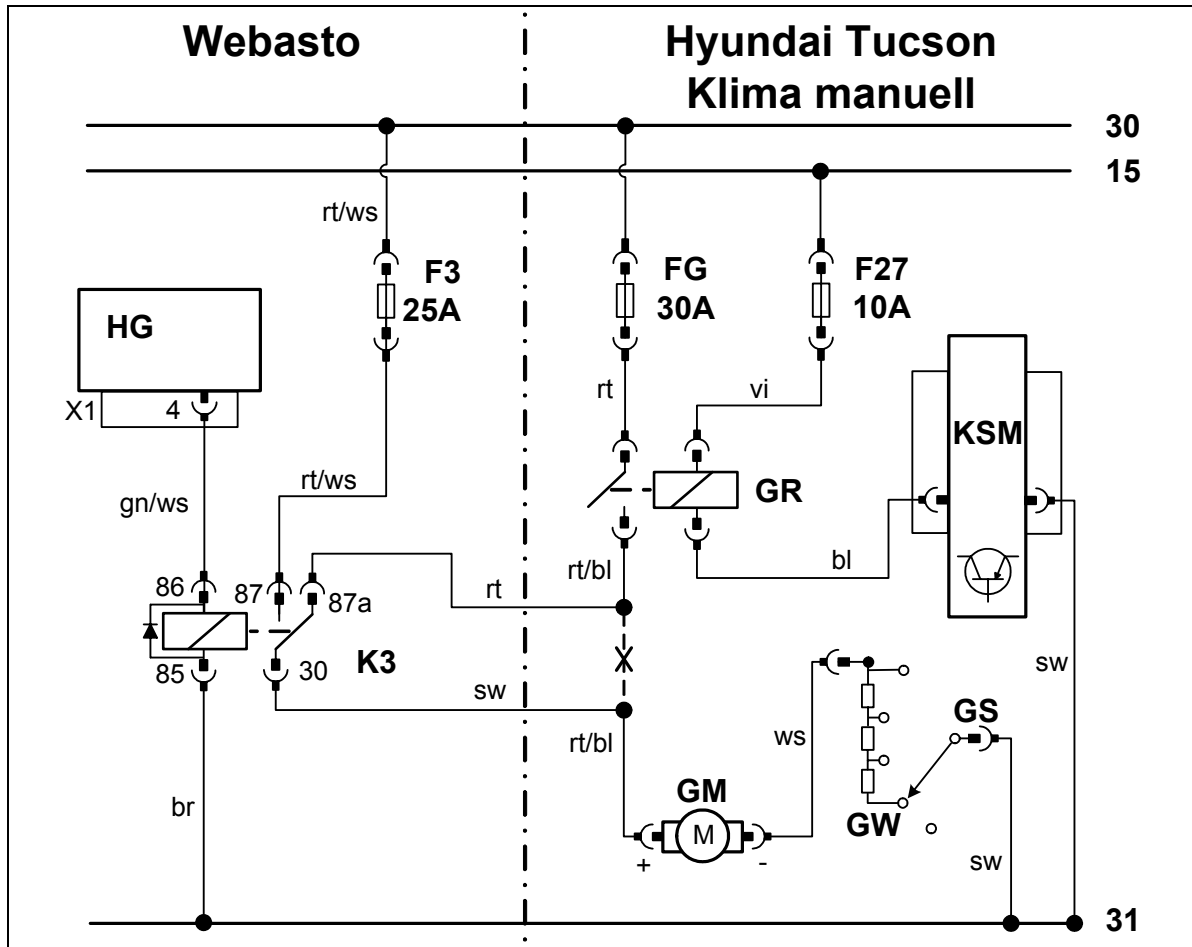 Webasto
Hyundai Tucson
Klima manuell
30
15
rt/ws
F3
25A
FG
30A
F27
10A
HG
X1
4
rt
vi
KSM
gn/ws
rt/ws
GR
bl
86
87
87a
rt
rt/bl
85
30
K3
sw
sw
rt/bl
ws
GS
br
GM
M
+
-
GW
sw
31